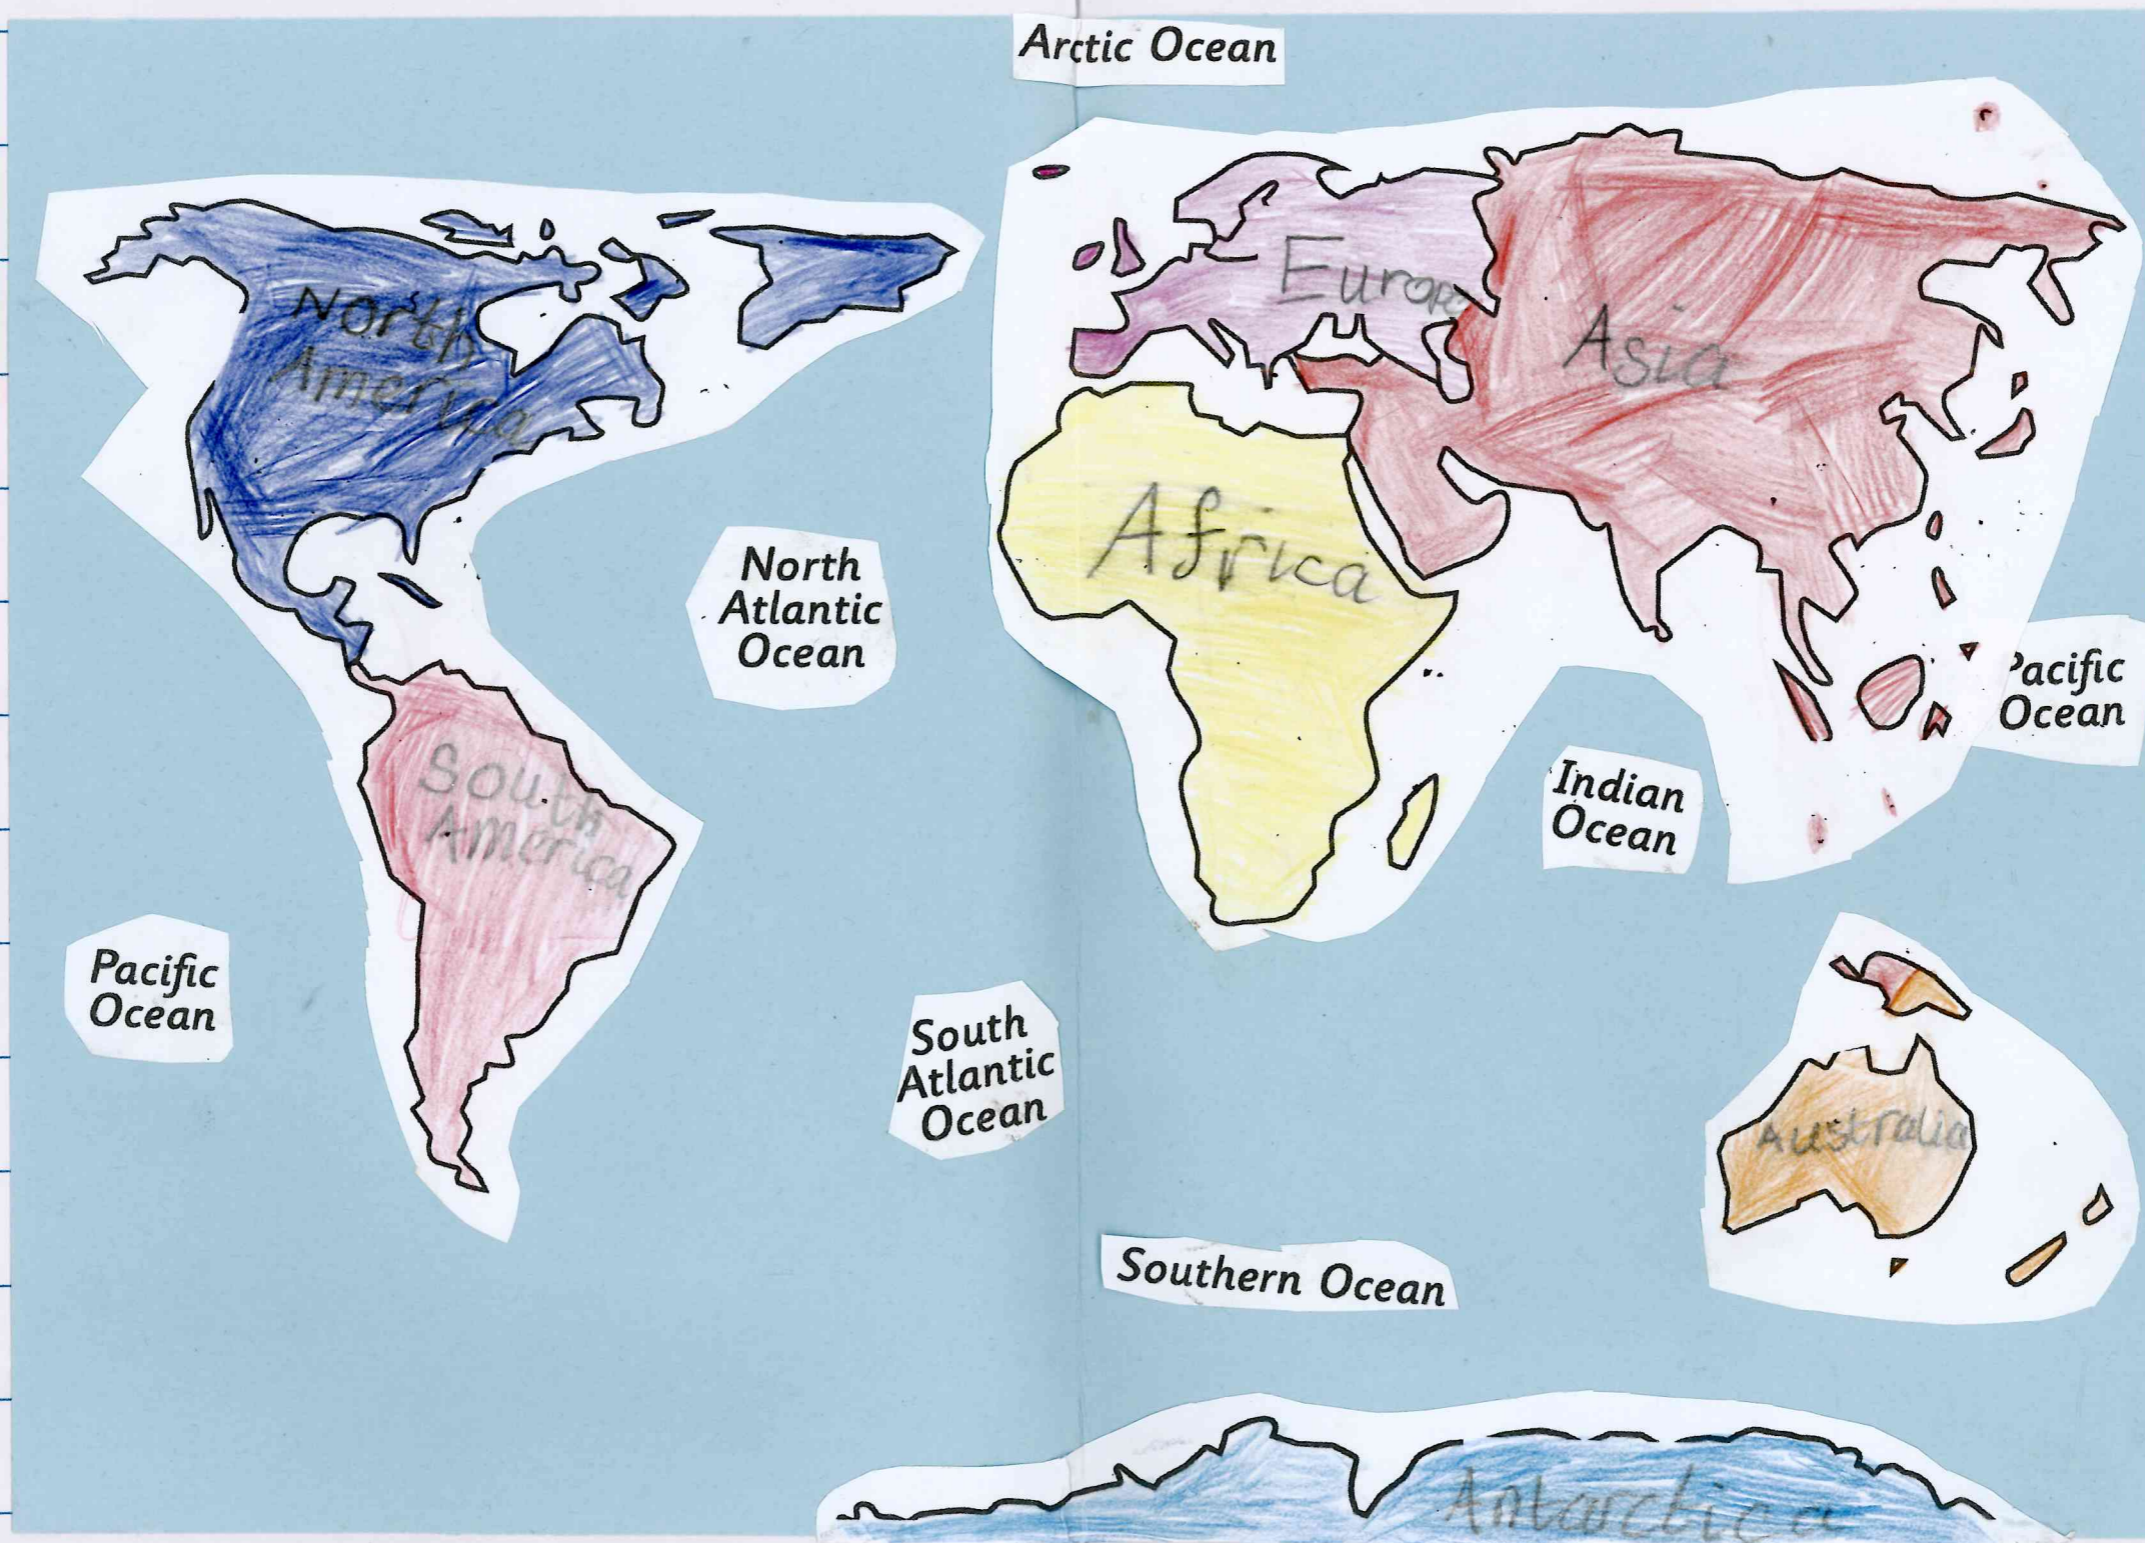 Arctic Ocean
North
America
Europe
Asia
Africa
North
Atlantic
Ocean
Pacific
Ocean
South
America
Indian
Ocean
Pacific
Ocean
South
Atlantic
Ocean
Australia
Southern Ocean
Antarctica